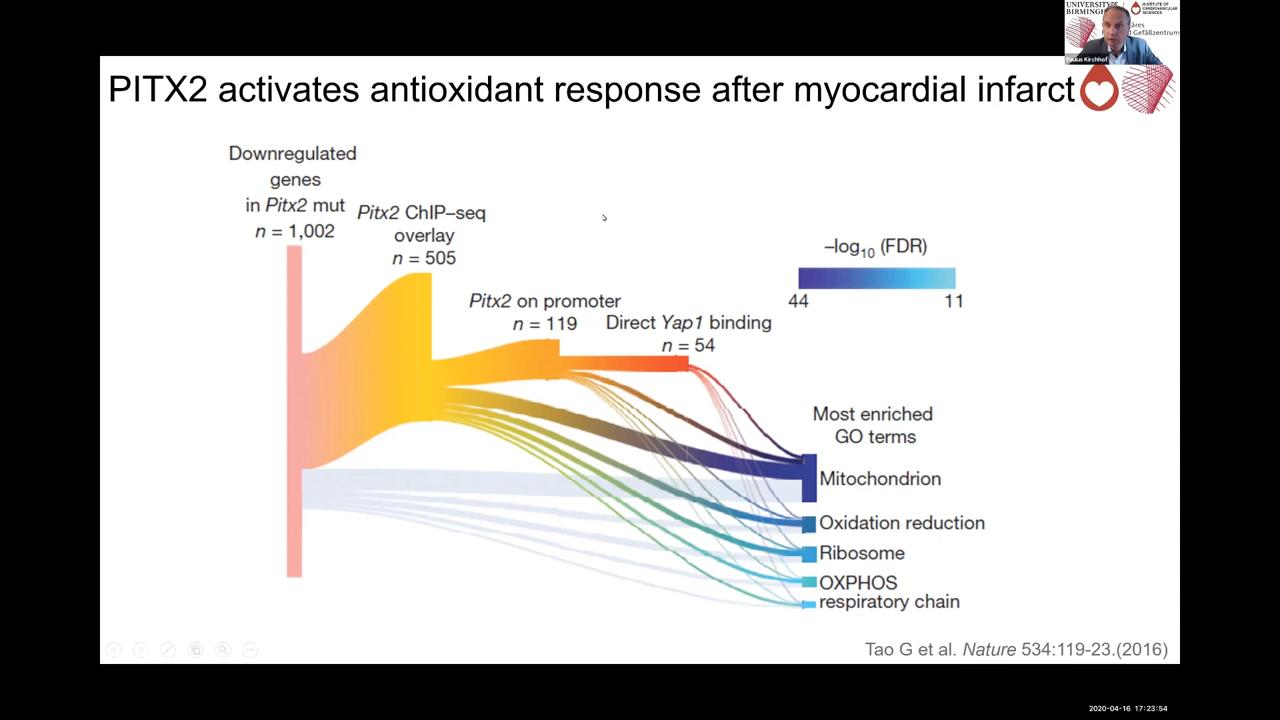 UNIVERSITY OF
BIRMINGHAM
INSTITUTE OF
CARDIOVASCULAR
SCIENCES
Gefäßzentrum
Paulus Kirchhof
PITX2 activates antioxidant response after myocardial infarct
Downregulated
genes
in Pitx2 mut
n = 1,002
Pitx2 ChIP–seq
overlay
n = 505
Pitx2 on promoter
n = 119
Direct Yap1 binding
n = 54
–log10 (FDR)
44 11
Most enriched
GO terms
Mitochondrion
Oxidation reduction
Ribosome
OXPHOS
respiratory chain
Tao G et al. Nature 534:119-23.(2016)
2020-04-16 17:23:54